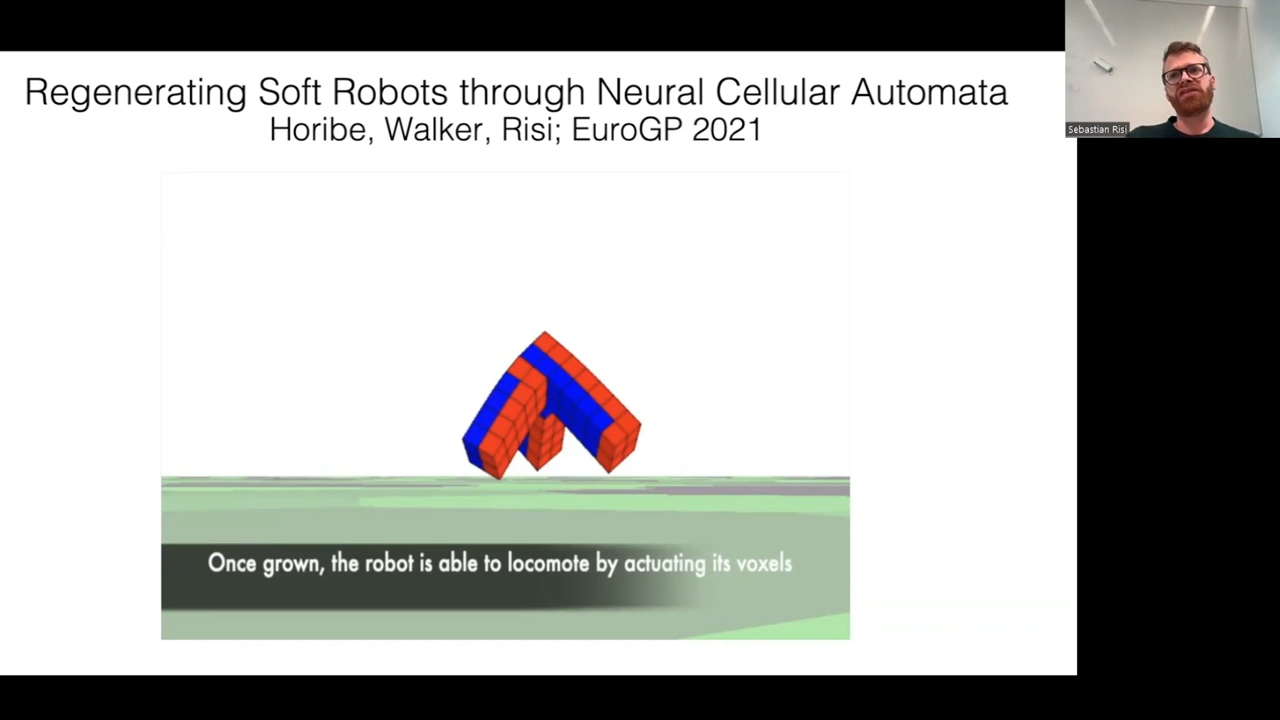 Regenerating Soft Robots through Neural Cellular Automata
Horibe, Walker, Risi; EuroGP 2021
Sebastian Risi
Once grown, the robot is able to locomote by actuating its voxels